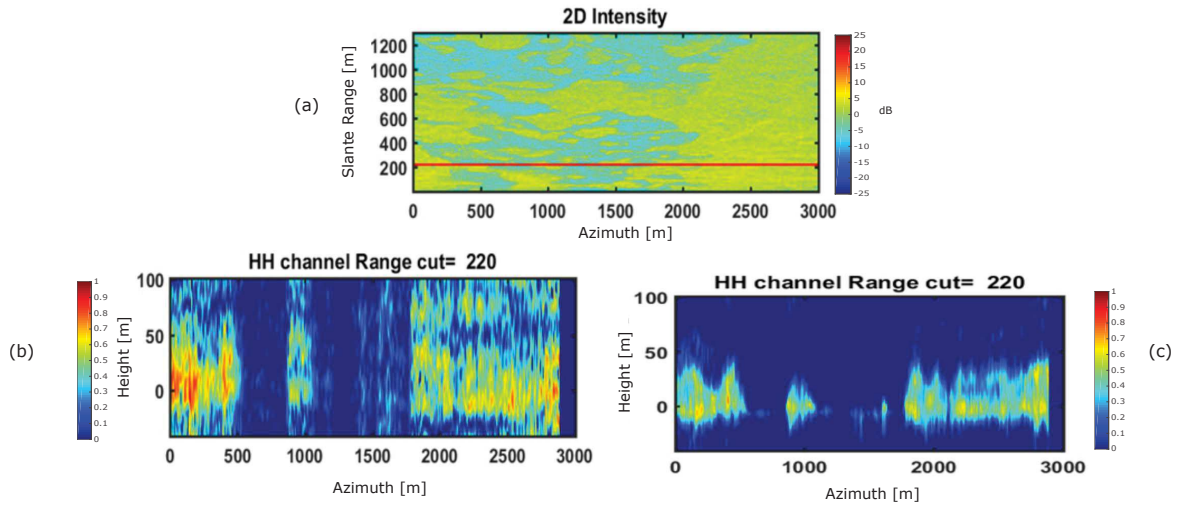 2D Intensity
(a)
Slante Range [m]
1200
1000
800
600
400
200
0 500 1000 1500 2000 2500 3000
Azimuth [m]
25
20
15
10
5
0
-5
-10
-15
-20
-25
dB
HH channel Range cut= 220
(b)
1
0.9
0.8
0.7
0.6
0.5
0.4
0.3
0.2
0.1
0
Height [m]
100
50
0
0 500 1000 1500 2000 2500 3000
Azimuth [m]
HH channel Range cut= 220
Height [m]
100
50
0
0 1000 2000 3000
Azimuth [m]
1
0.9
0.8
0.7
0.6
0.5
0.4
0.3
0.2
0.1
0
(c)